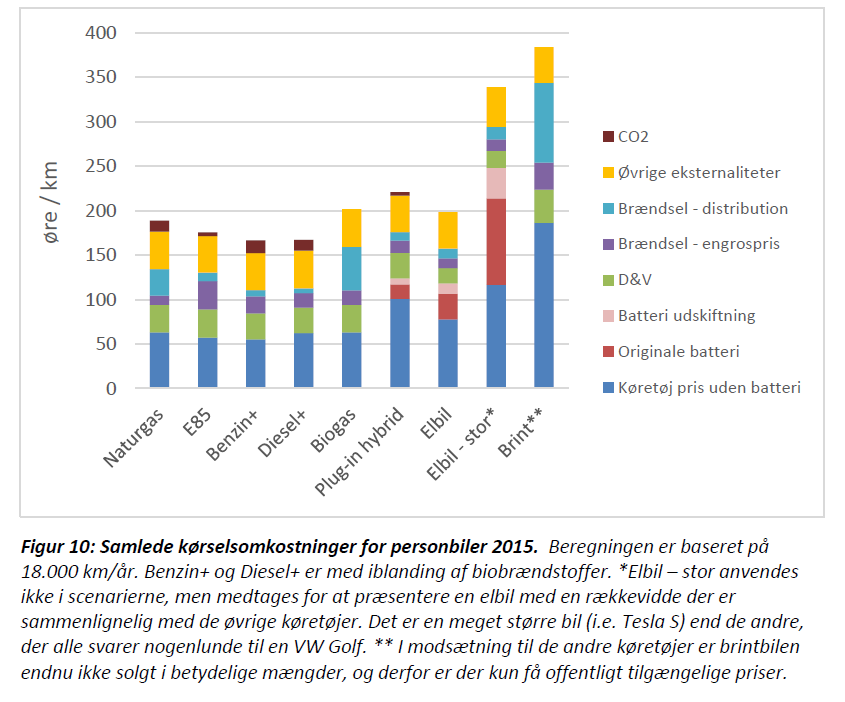 400
350
300
250
200
150
100
50
0
øre / km
Naturgas
E85
Benzin+
Diesel+
Biogas
Plug-in hybrid
Elbil
Elbil - stor*
Brint**
CO2
Øvrige eksternaliteter
Brændsel - distribution
Brændsel - engrospris
D&V
Batteri udskiftning
Originale batteri
Køretøj pris uden batteri
Figur 10: Samlede kørselsomkostninger for personbiler 2015. Beregningen er baseret på
18.000 km/år. Benzin+ og Diesel+ er med iblanding af biobrændstoffer. *Elbil – stor anvendes
ikke i scenarierne, men medtages for at præsentere en elbil med en rækkevidde der er
sammenlignelig med de øvrige køretøjer. Det er en meget større bil (i.e. Tesla S) end de andre,
der alle svarer nogenlunde til en VW Golf. ** I modsætning til de andre køretøjer er brintbilen
endnu ikke solgt i betydelige mængder, og derfor er der kun få offentligt tilgængelige priser.